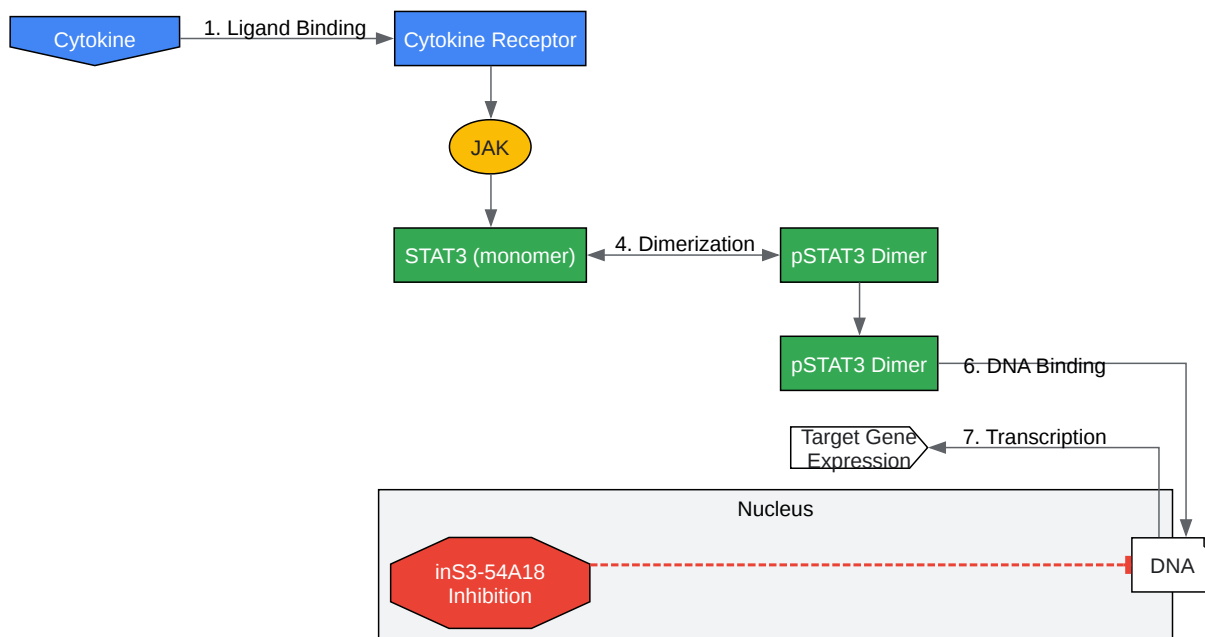 Cytokine
1. Ligand Binding
Cytokine Receptor
JAK
STAT3 (monomer)
4. Dimerization
pSTAT3 Dimer
pSTAT3 Dimer
6. DNA Binding
Target Gene
Expression
7. Transcription
Nucleus
inS3-54A18
Inhibition
DNA